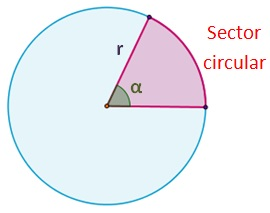 Sector
circular
r
α